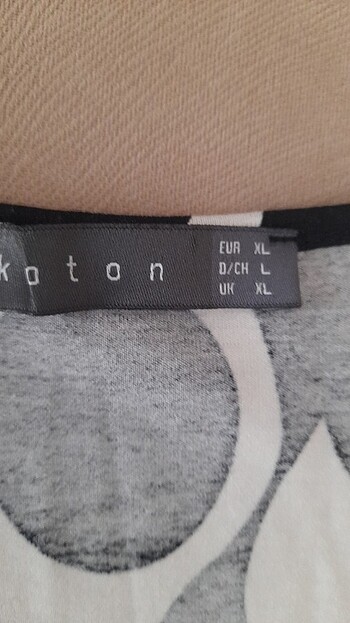 koton
EUR XL
D/CH L
UK XL